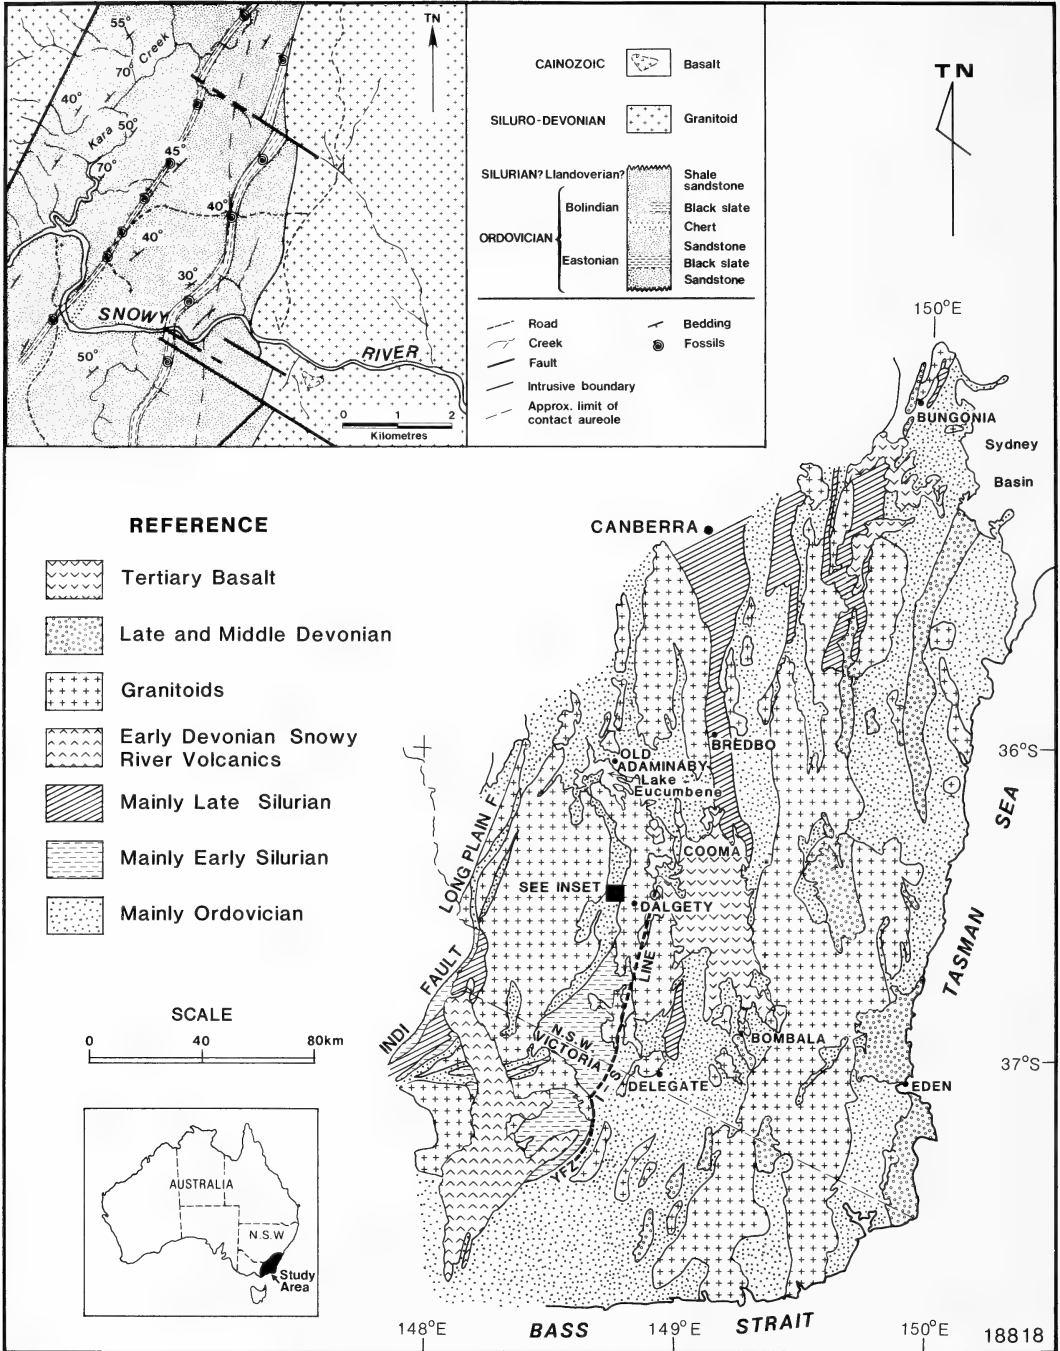 55°
Creek
70°
40°
50°
Kara
45°
70°
40°
40°
30°
SNOWY
50°
RIVER
0 1 2
Kilometres
TN
CAINOZOIC Basalt
SILURO-DEVONIAN Granitoid
SILURIAN? Llandoverian? Shale
sandstone
Bolindian Black slate
Chert
ORDOVICIAN
Sandstone
Eastonian Black slate
Sandstone
Road Bedding
Creek Fossils
Fault
Intrusive boundary
Approx. limit of
contact aureole
TN
150°E
BUNGONIA
Sydney
Basin
CANBERRA
REFERENCE
Tertiary Basalt
Late and Middle Devonian
Granitoids
Early Devonian Snowy
River Volcanics
Mainly Late Silurian
Mainly Early Silurian
Mainly Ordovician
BREDBO
OLD
ADAMINABY
Lake
Eucumbene
36°S
SEA
TASMAN
LONG PLAIN F
COOMA
SEE INSET
DALGETY
LINE
INDI FAULT
N.S.W
VICTORIA
S
BOMBALA
DELEGATE
37°S
EDEN
YFZ
SCALE
0 40 80km
AUSTRALIA
N.S.W
Study
Area
148°E
BASS STRAIT
149°E
150°E
18818